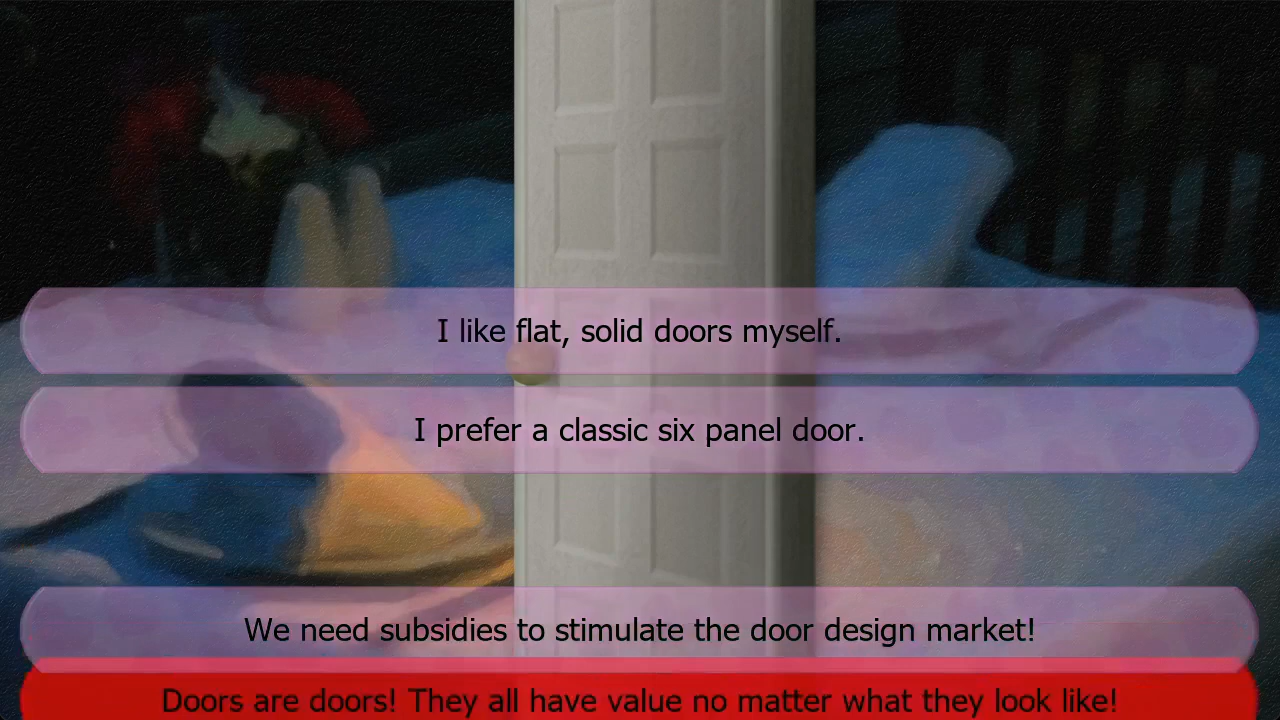 I like flat, solid doors myself.
I prefer a classic six panel door.
We need subsidies to stimulate the door design market!
Doors are doors! They all have value no matter what they look like!